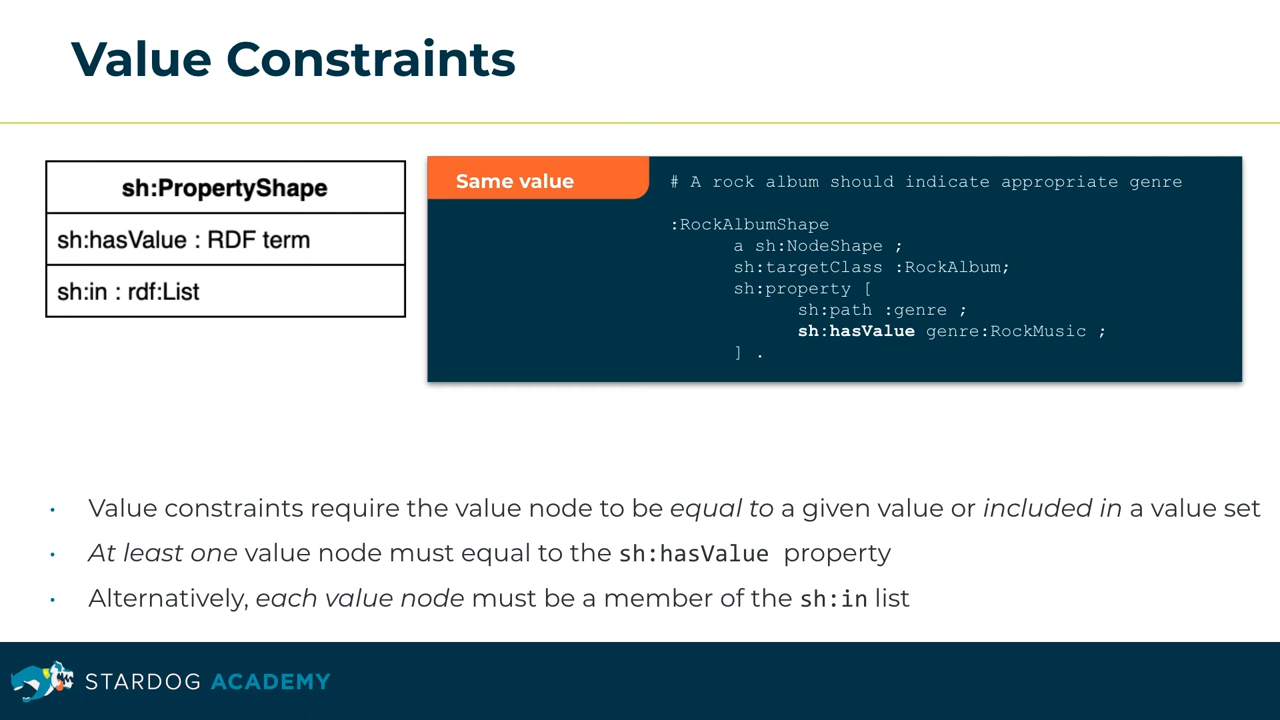 Value Constraints
sh:PropertyShape
sh:hasValue : RDF term
sh:in : rdf:List
Same value
# A rock album should indicate appropriate genre
:RockAlbumShape
a sh:NodeShape ;
sh:targetClass :RockAlbum;
sh:property [
sh:path :genre ;
sh:hasValue genre:RockMusic ;
] .
· Value constraints require the value node to be equal to a given value or included in a value set
· At least one value node must equal to the sh:hasValue property
· Alternatively, each value node must be a member of the sh:in list
STARDOG ACADEMY